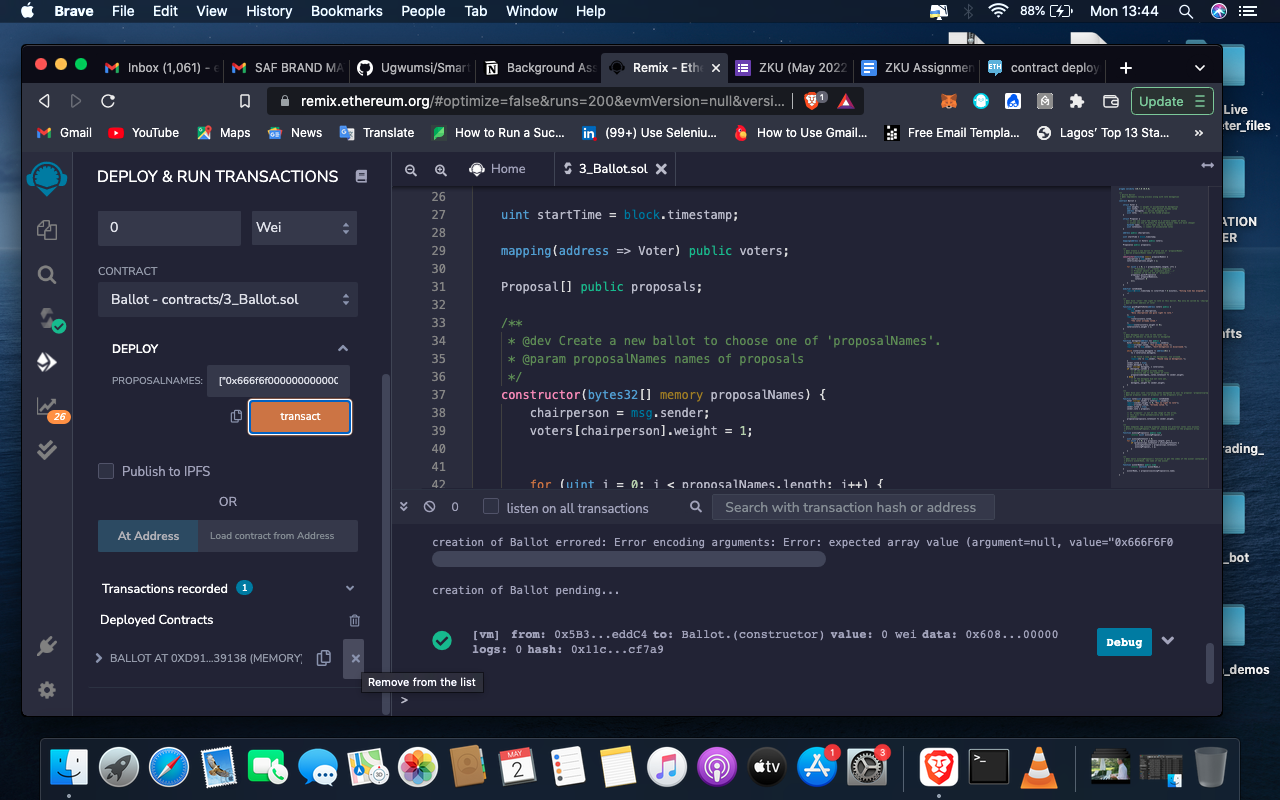 Brave File Edit View History Bookmarks People Tab Window Help 88% Mon 13:44
Inbox (1,061) - e SAF BRAND MA Ugwumsi/Smart Background Ass Remix - Ethe ZKU (May 2022 ZKU Assignmen contract deploy
remix.ethereum.org/#optimize=false&runs=200&evmVersion=null&versi... 1 Update
Gmail YouTube Maps News Translate How to Run a Suc... (99+) Use Seleniu... How to Use Gmail... Free Email Templa... Lagos' Top 13 Sta... »
DEPLOY & RUN TRANSACTIONS
0 Wei
CONTRACT
Ballot - contracts/3_Ballot.sol
DEPLOY
PROPOSALNAMES: ["0x666f6f0000000000000
transact
26
Publish to IPFS
OR
At Address Load contract from Address
Transactions recorded 1
Deployed Contracts
BALLOT AT 0XD91...39138 (MEMORY)
Remove from the list
Home 3_Ballot.sol
26
27 uint startTime = block.timestamp;
28
29 mapping(address => Voter) public voters;
30
31 Proposal[] public proposals;
32
33 /**
34 * @dev Create a new ballot to choose one of 'proposalNames'.
35 * @param proposalNames names of proposals
36 */
37 constructor(bytes32[] memory proposalNames) {
38 chairperson = msg.sender;
39 voters[chairperson].weight = 1;
40
41
42 for (uint i = 0; i < proposalNames.length; i++) {
0 listen on all transactions Search with transaction hash or address
creation of Ballot errored: Error encoding arguments: Error: expected array value (argument=null, value="0x666F6F0
creation of Ballot pending...
[vm] from: 0x5B3...eddC4 to: Ballot.(constructor) value: 0 wei data: 0x608...00000
logs: 0 hash: 0x11c...cf7a9
Debug
>
Live
eter_files
ATION
ER
afts
rading_
_bot
_demos
MAY
2
tv
1
3